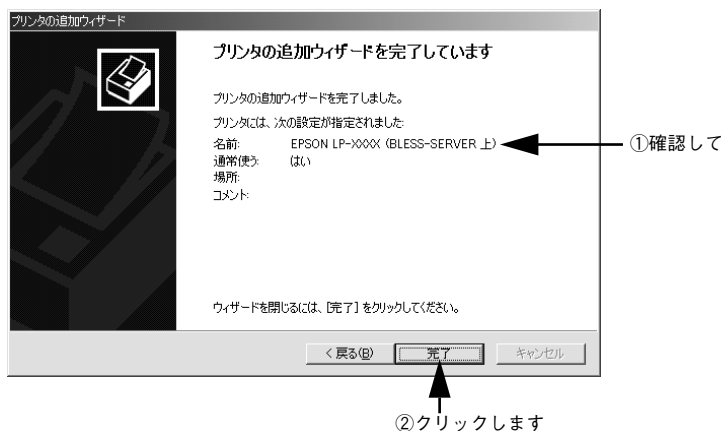 プリンタの追加ウィザード
プリンタの追加ウィザードを完了しています
プリンタの追加ウィザードを完了しました。
プリンタには、次の設定が指定されました:
名前: EPSON LP-XXXX (BLESS-SERVER 上)
①確認して
通常使う: はい
場所:
コメント:
ウィザードを閉じるには、[完了] をクリックしてください。
< 戻る(B) 完了 キャンセル
②クリックします